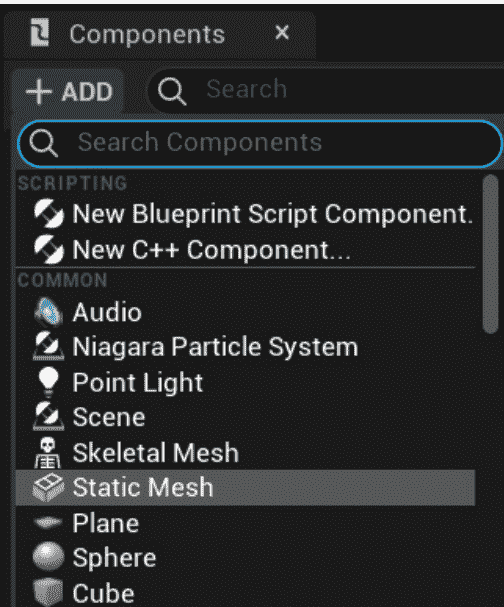 Components
+ ADD
Search
Search Components
SCRIPTING
New Blueprint Script Component.
New C++ Component...
COMMON
Audio
Niagara Particle System
Point Light
Scene
Skeletal Mesh
Static Mesh
Plane
Sphere
Cube